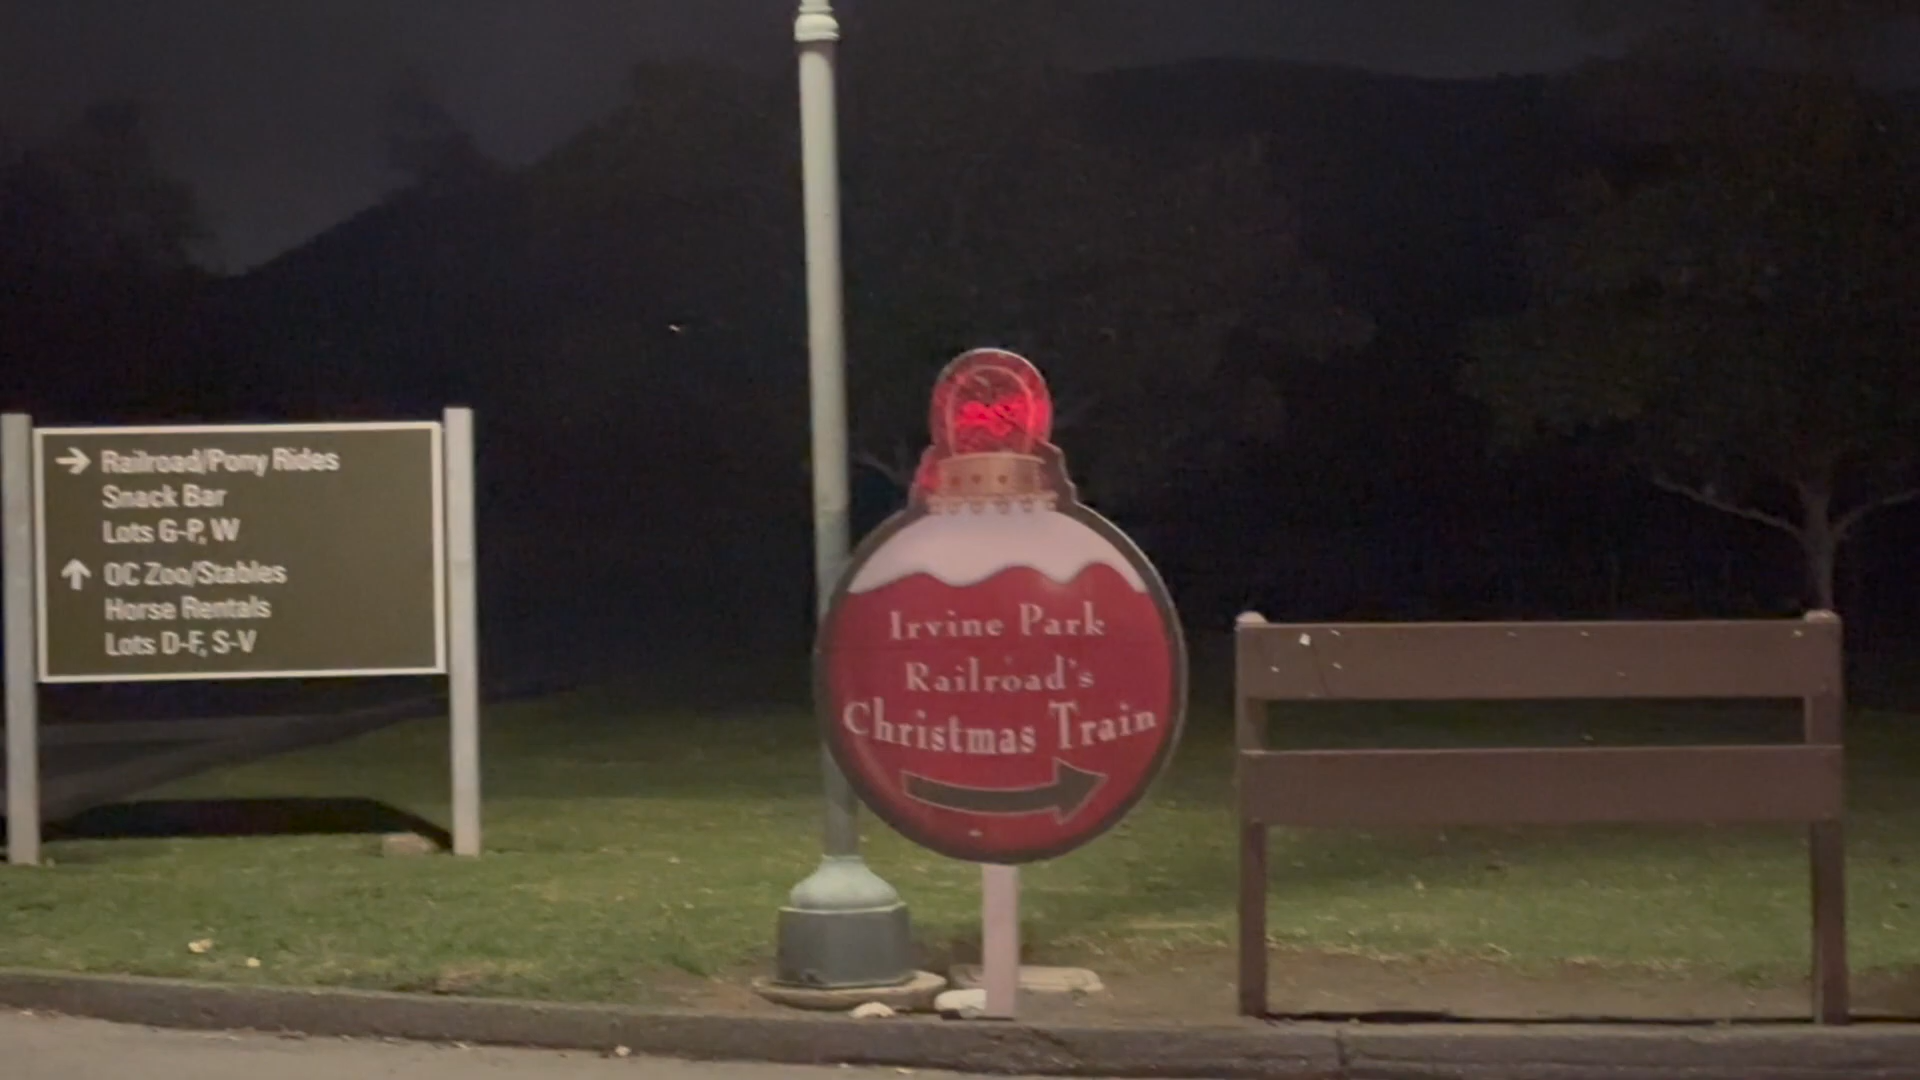 → Railroad/Pony Rides
Snack Bar
Lots G-P, W
↑ OC Zoo/Stables
Horse Rentals
Lots D-F, S-V
Irvine Park
Railroad's
Christmas Train